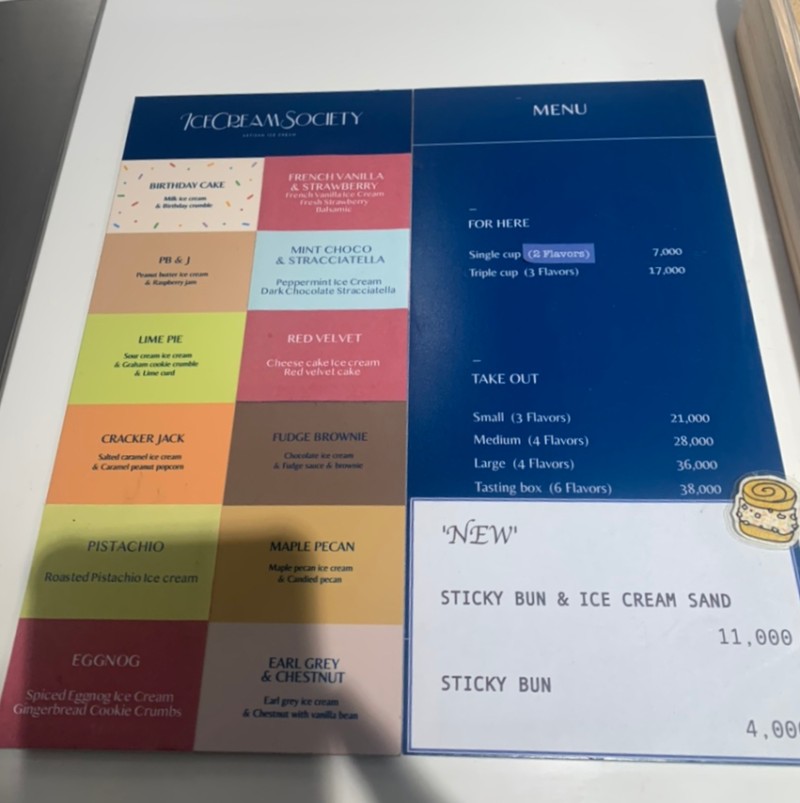 ICECREAMSOCIETY
ARTISAN ICE CREAM
BIRTHDAY CAKE
Milk ice cream
& Birthday crumble
FRENCH VANILLA
& STRAWBERRY
French Vanilla Ice Cream
Fresh Strawberry
Balsamic
PB & J
Peanut butter ice cream
& Raspberry jam
MINT CHOCO
& STRACCIATELLA
Peppermint Ice Cream
Dark Chocolate Stracciatella
LIME PIE
Sour cream ice cream
& Graham cookie crumble
& Lime curd
RED VELVET
Cheese cake Ice cream
Red velvet cake
CRACKER JACK
Salted caramel ice cream
& Caramel peanut popcorn
FUDGE BROWNIE
Chocolate ice cream
& Fudge sauce & brownie
PISTACHIO
Roasted Pistachio Ice cream
MAPLE PECAN
Maple pecan ice cream
& Candied pecan
EGGNOG
Spiced Eggnog Ice Cream
Gingerbread Cookie Crumbs
EARL GREY
& CHESTNUT
Earl grey ice cream
& Chestnut with vanilla bean
MENU
FOR HERE
Single cup (2 Flavors) 7,000
Triple cup (3 Flavors) 17,000
TAKE OUT
Small (3 Flavors) 21,000
Medium (4 Flavors) 28,000
Large (4 Flavors) 36,000
Tasting box (6 Flavors) 38,000
'NEW'
STICKY BUN & ICE CREAM SAND
11,000
STICKY BUN
4,00